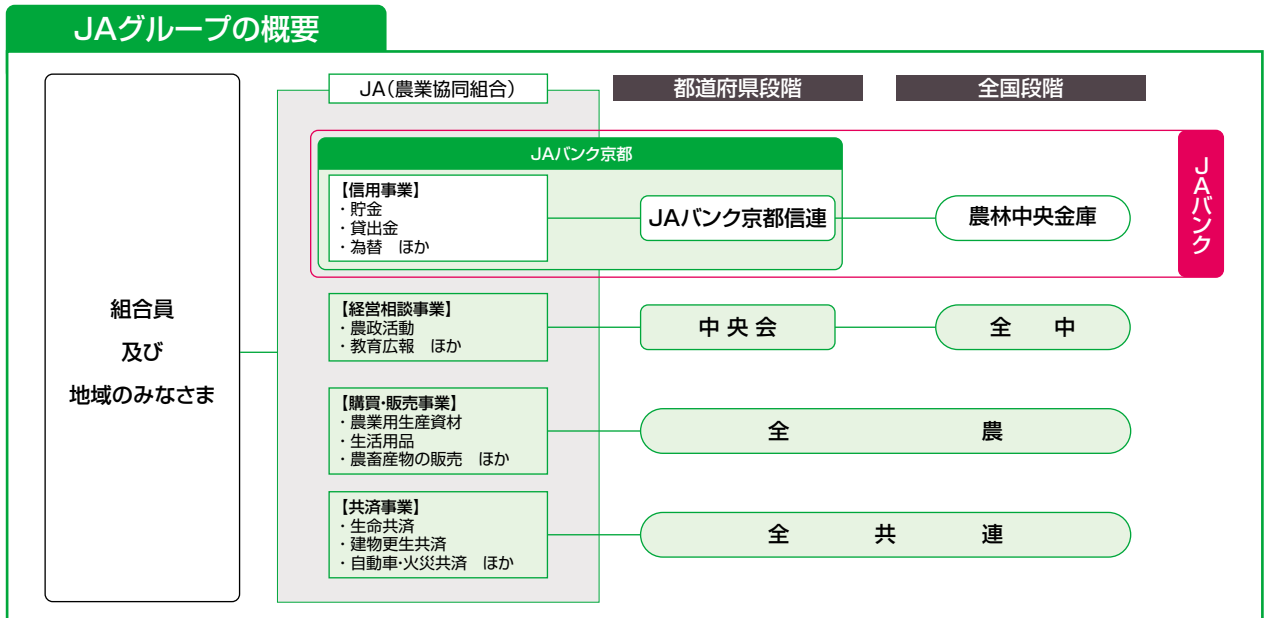 JAグループの概要
組合員
及び
地域のみなさま
JA(農業協同組合)
都道府県段階
全国段階
JAバンク
JAバンク京都
【信用事業】
・貯金
・貸出金
・為替　ほか
JAバンク京都信連
農林中央金庫
【経営相談事業】
・農政活動
・教育広報　ほか
中央会
全　中
【購買・販売事業】
・農業用生産資材
・生活用品
・農畜産物の販売　ほか
全　農
【共済事業】
・生命共済
・建物更生共済
・自動車・火災共済　ほか
全　共　連